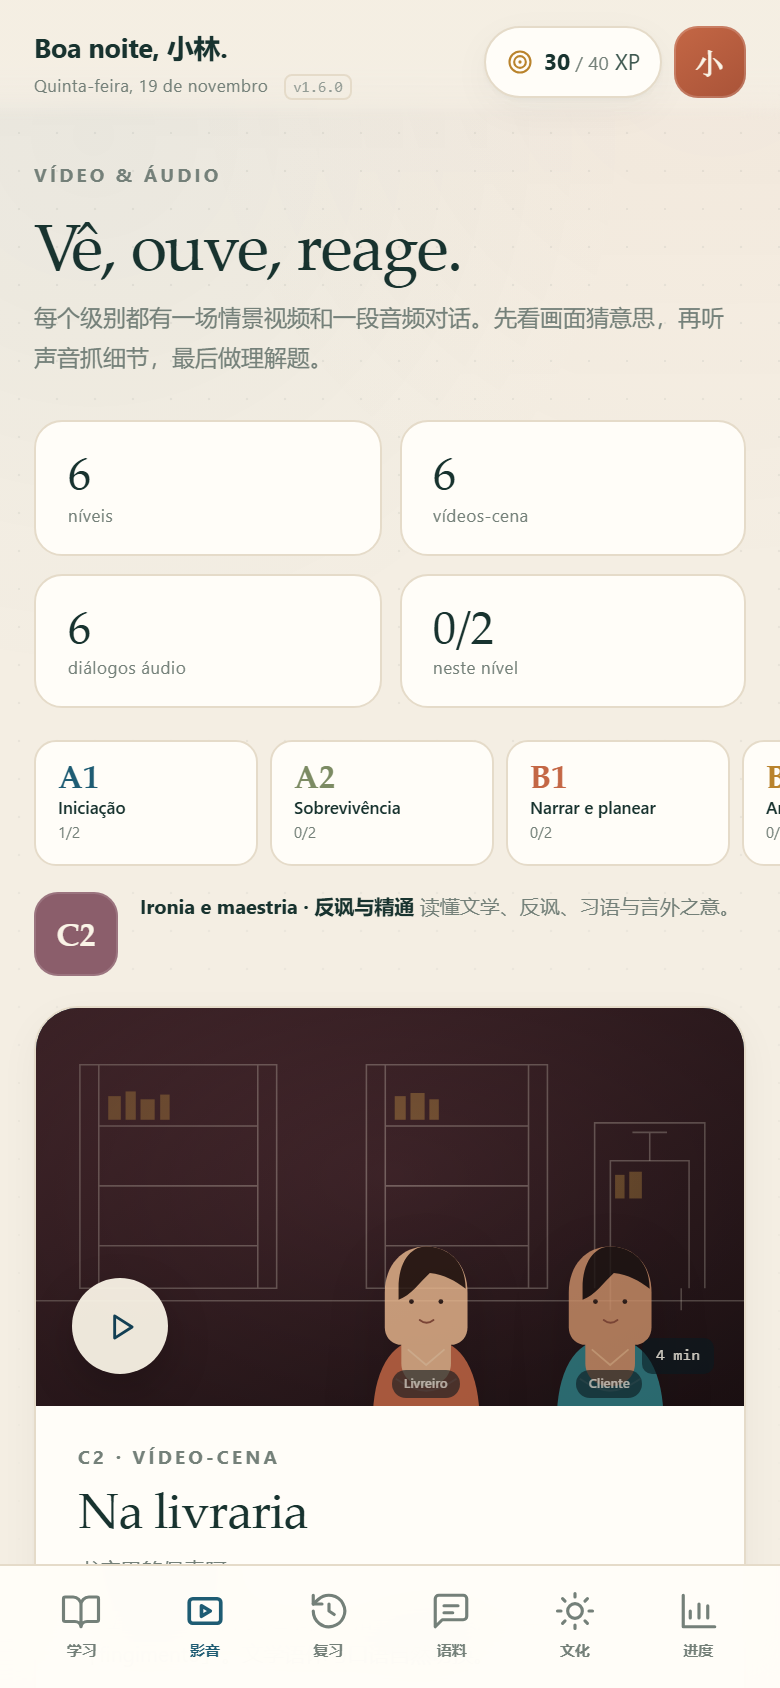 Boa noite, 小林.
Quinta-feira, 19 de novembro v1.6.0
30 / 40 XP
小
VÍDEO & ÁUDIO
Vê, ouve, reage.
每个级别都有一场情景视频和一段音频对话。先看画面猜意思，再听
声音抓细节，最后做理解题。
6
níveis
6
vídeos-cena
6
diálogos áudio
0/2
neste nível
A1
Iniciação
1/2
A2
Sobrevivência
0/2
B1
Narrar e planear
0/2
C2
Ironia e maestria · 反讽与精通 读懂文学、反讽、习语与言外之意。
4 min
Livreiro
Cliente
C2 · VÍDEO-CENA
Na livraria
学习
影音
复习
语料
文化
进度